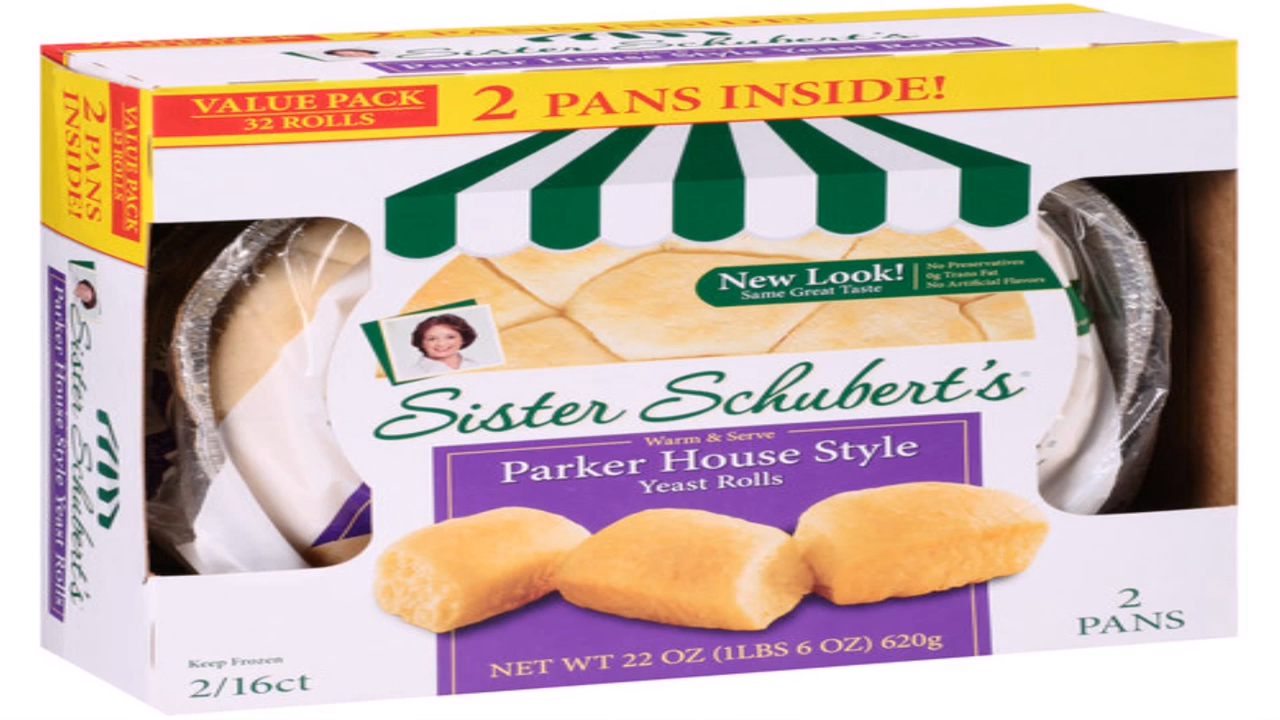 2 PANS INSIDE!
Sister Schubert's
Parker House Style Yeast Rolls
VALUE PACK
32 ROLLS
2 PANS INSIDE!
VALUE PACK
32 ROLLS
2 PANS
INSIDE!
New Look!
Same Great Taste
No Preservatives
0g Trans Fat
No Artificial Flavors
Sister Schubert's
Warm & Serve
Parker House Style
Yeast Rolls
Sister Schubert's
Parker House Style Yeast Rolls
NET WT 22 OZ (1LBS 6 OZ) 620g
2
PANS
Keep Frozen
2/16ct